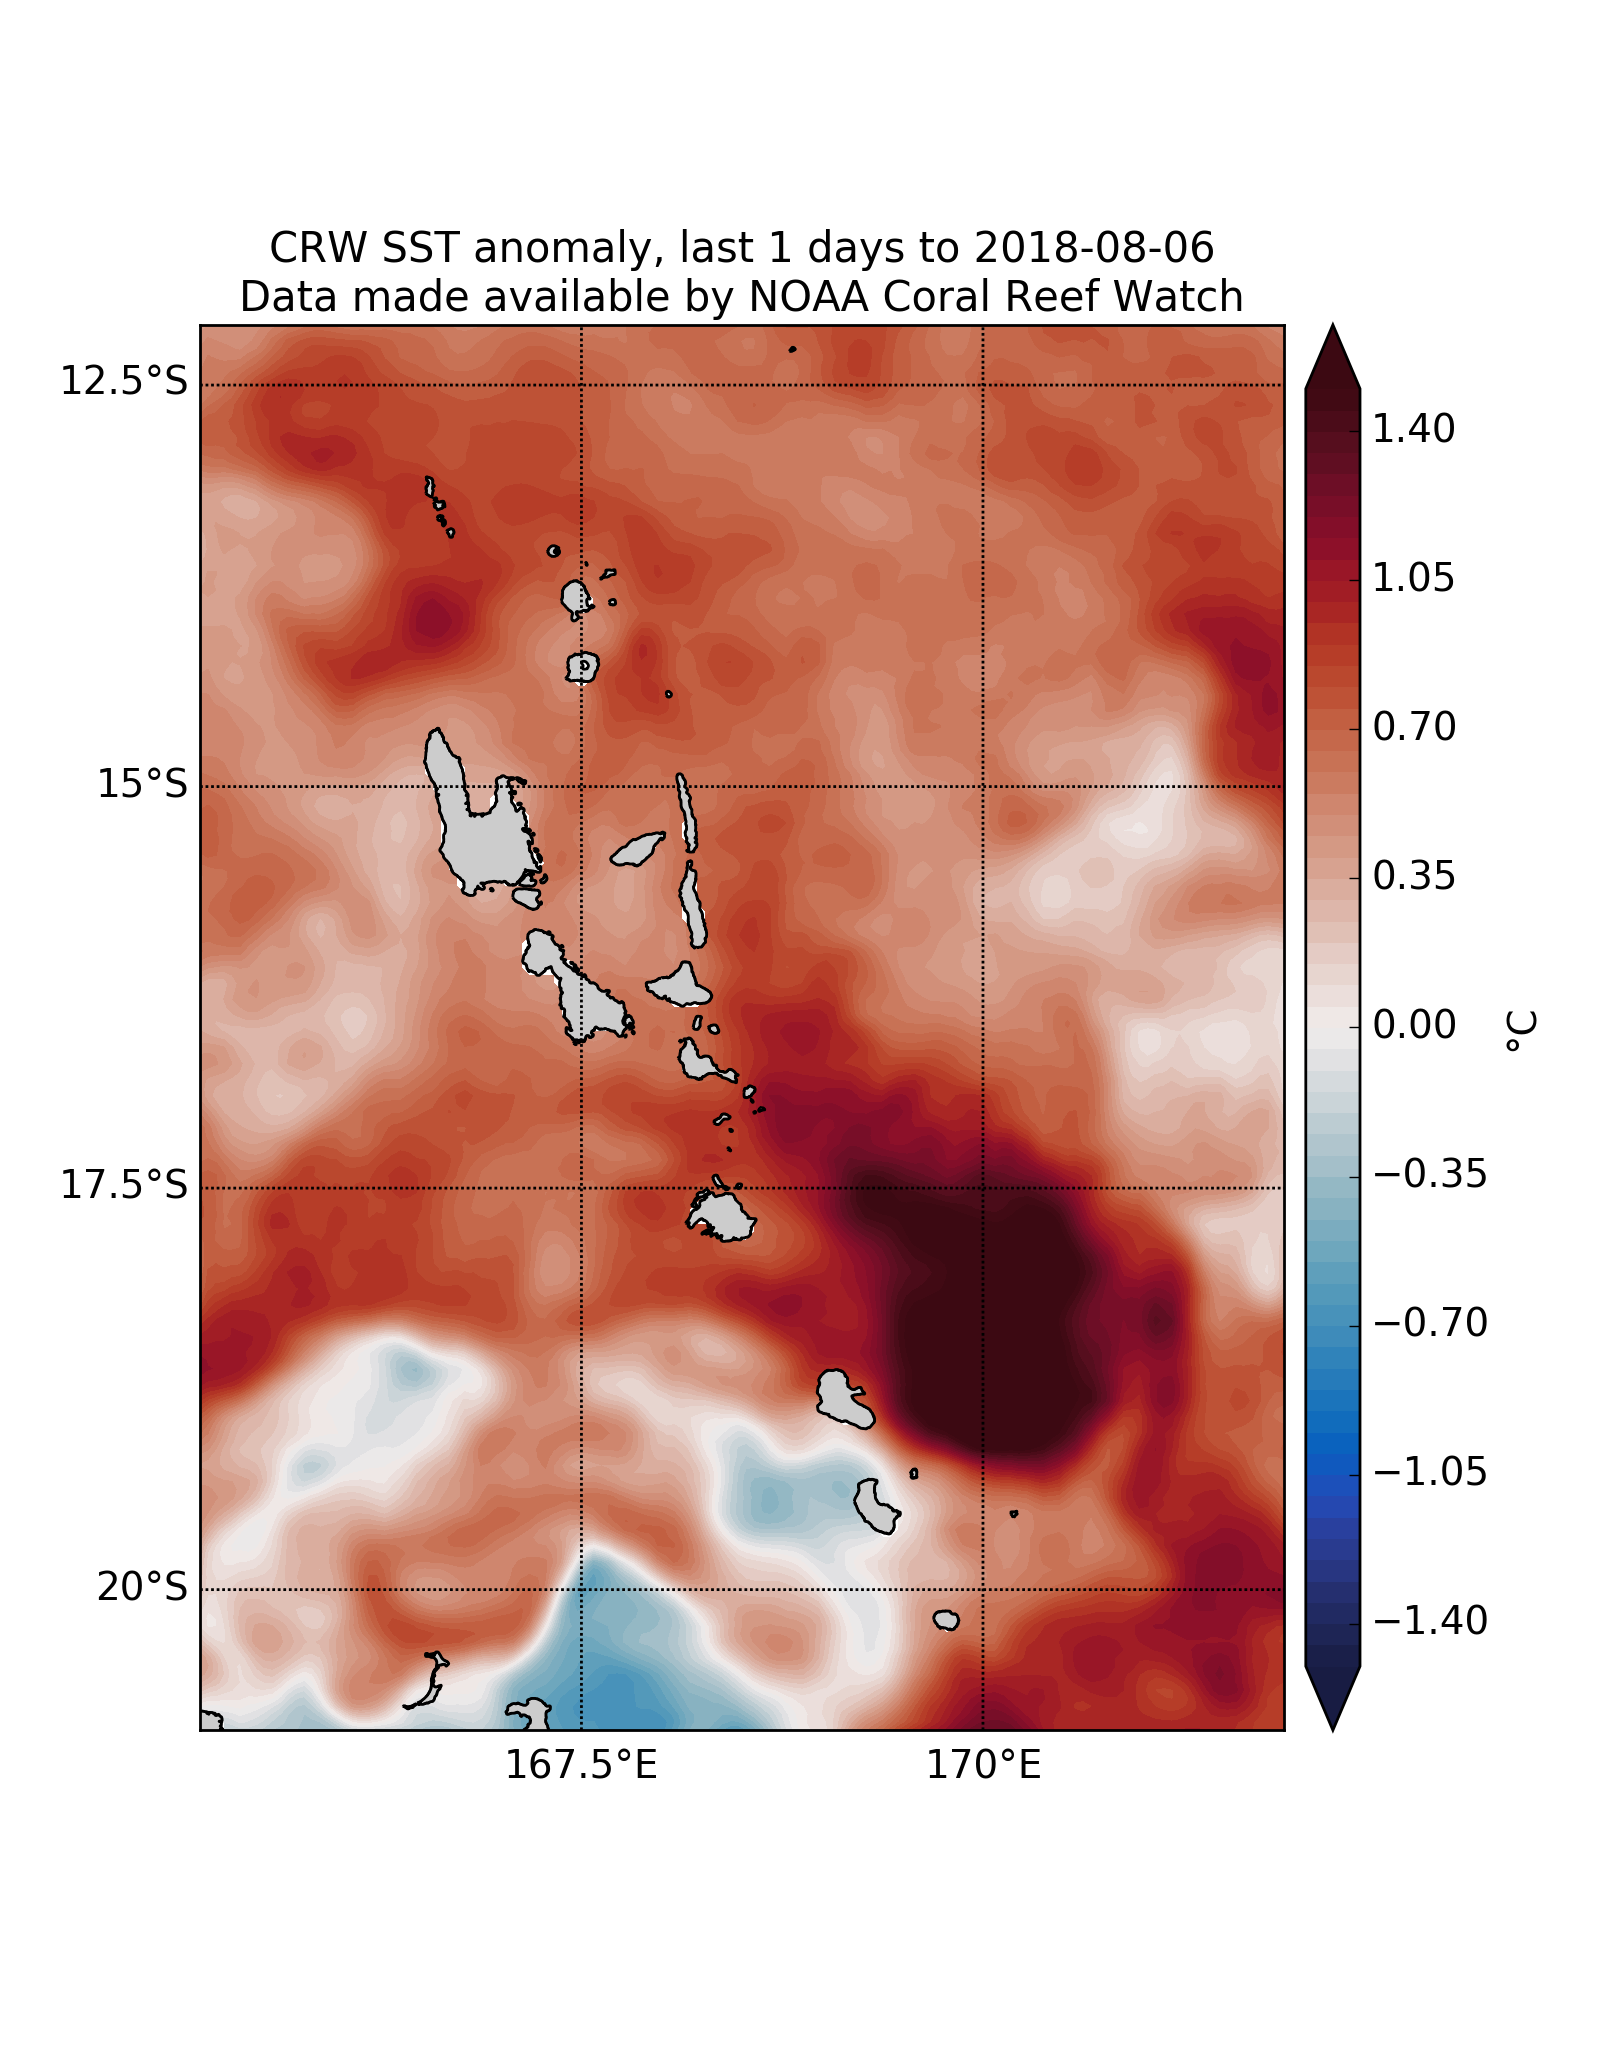 CRW SST anomaly, last 1 days to 2018-08-06
Data made available by NOAA Coral Reef Watch
12.5°S
15°S
17.5°S
20°S
167.5°E
170°E
1.40
1.05
0.70
0.35
0.00
−0.35
−0.70
−1.05
−1.40
°C